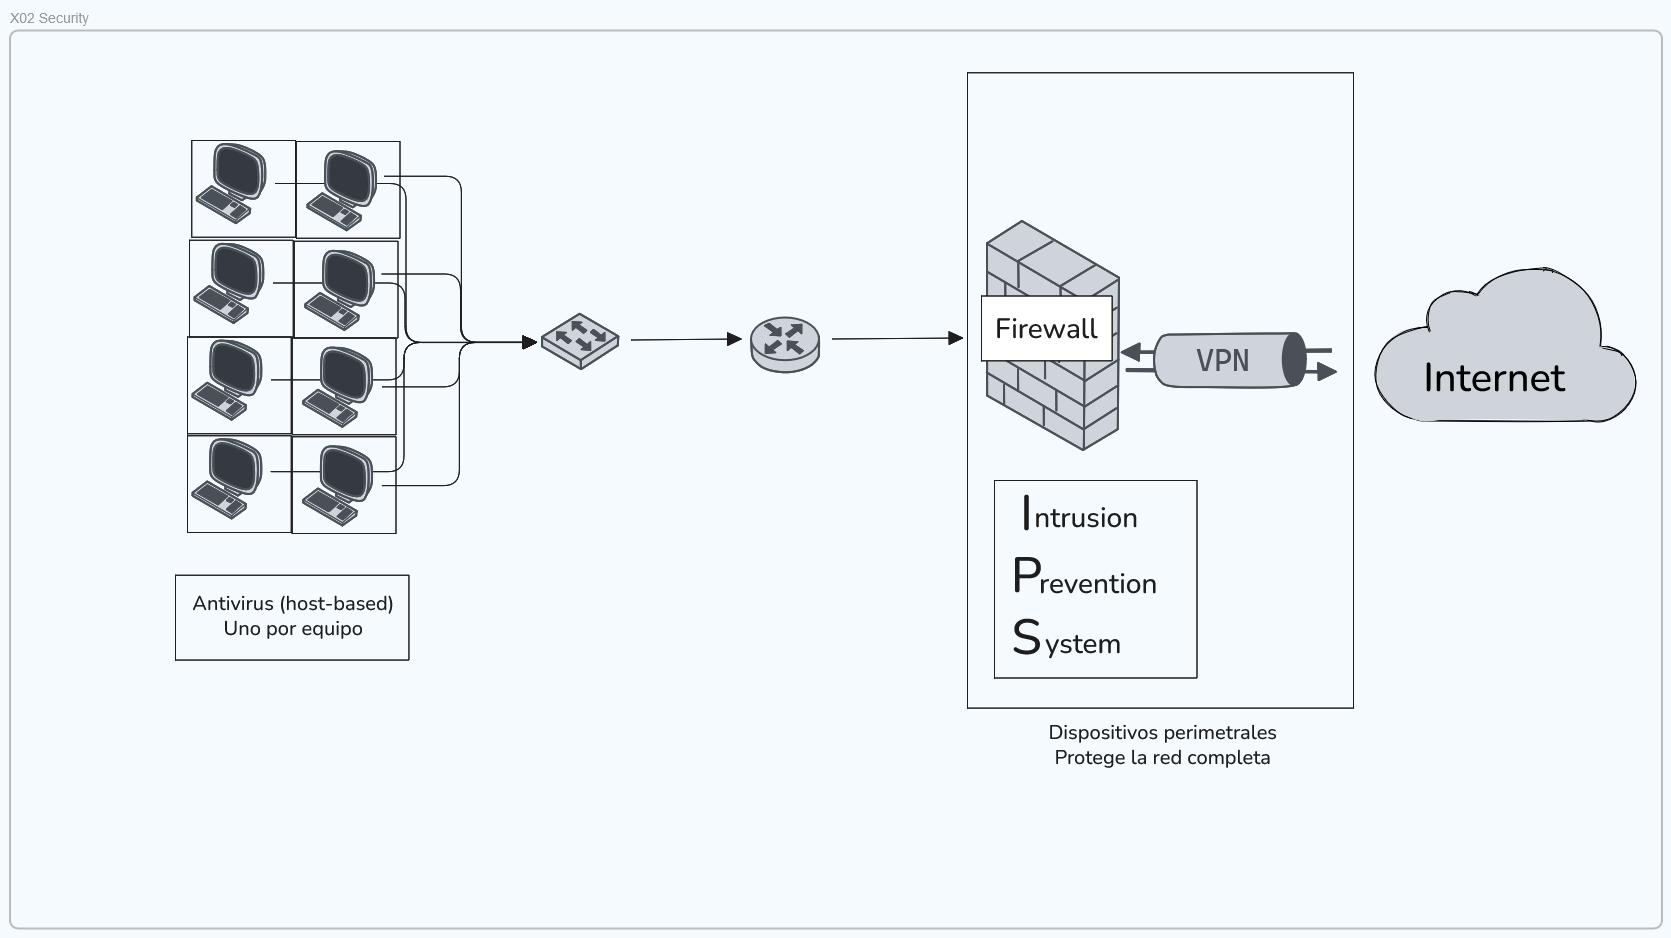 X02 Security
Firewall
VPN
Internet
Intrusion
Prevention
System
Antivirus (host-based)
Uno por equipo
Dispositivos perimetrales
Protege la red completa